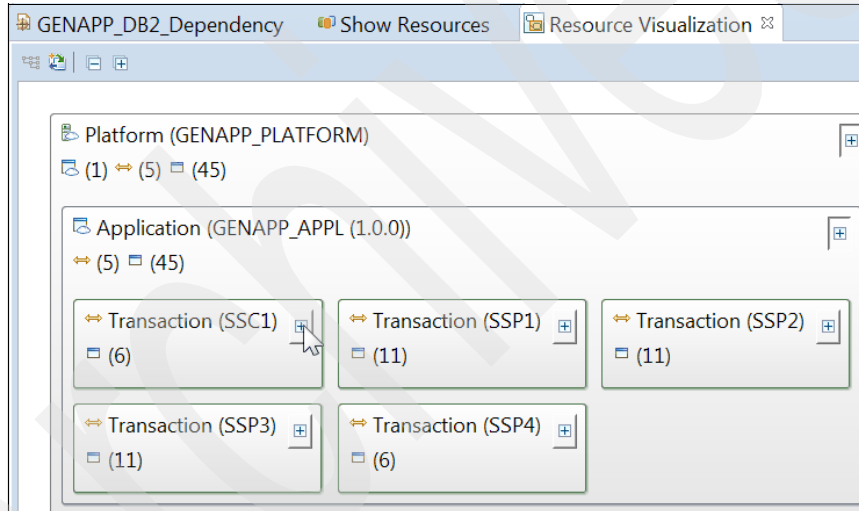 GENAPP_DB2_Dependency Show Resources Resource Visualization
Platform (GENAPP_PLATFORM)
(1) (5) (45)
Application (GENAPP_APPL (1.0.0))
(5) (45)
Transaction (SSC1) Transaction (SSP1) Transaction (SSP2)
(6) (11) (11)
Transaction (SSP3) Transaction (SSP4)
(11) (6)